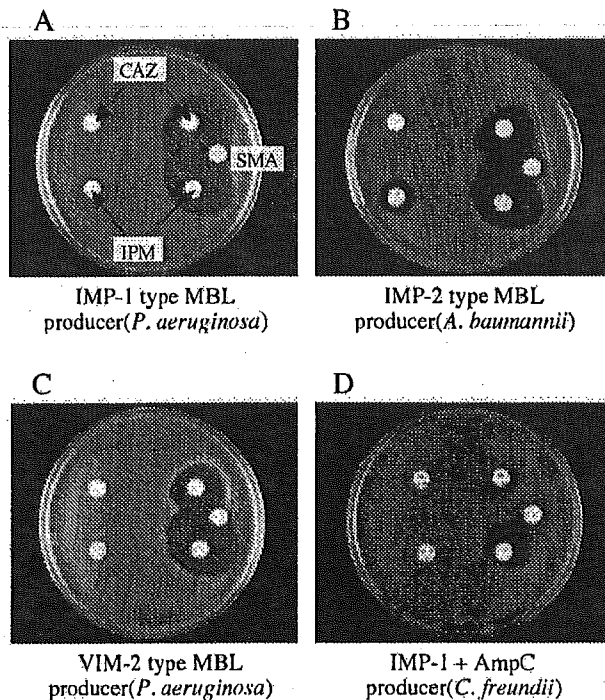 A
CAZ
SMA
IPM
IMP-1 type MBL
producer(P. aeruginosa)
B
IMP-2 type MBL
producer(A. baumannii)
C
VIM-2 type MBL
producer(P. aeruginosa)
D
IMP-1 + AmpC
producer(C. freundii)